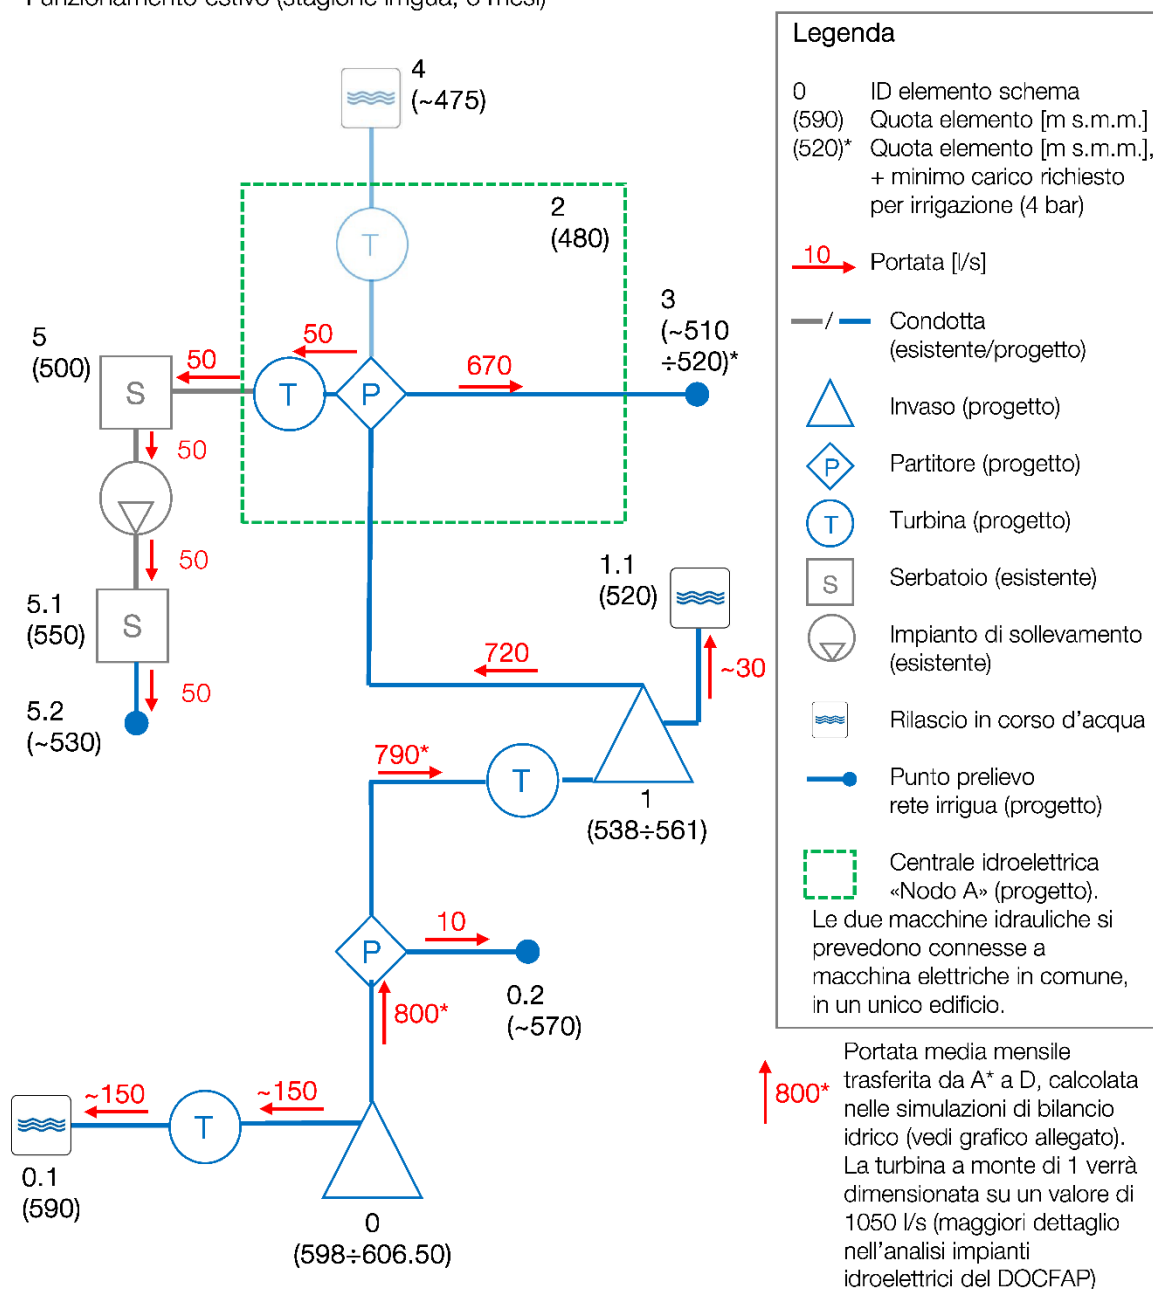 Funzionamento estivo (stagione irrigua, 6 mesi)
4
(~475)
2
(480)
T
3
(~510
÷520)*
5
(500)
50
50
670
S
T
P
50
50
5.1
(550)
S
50
5.2
(~530)
1.1
(520)
720
~30
790*
T
1
(538÷561)
10
P
0.2
(~570)
800*
~150
~150
T
0.1
(590)
0
(598÷606.50)
Legenda
0 ID elemento schema
(590) Quota elemento [m s.m.m.]
(520)* Quota elemento [m s.m.m.],
+ minimo carico richiesto
per irrigazione (4 bar)
10 Portata [l/s]
/ Condotta
(esistente/progetto)
Invaso (progetto)
P Partitore (progetto)
T Turbina (progetto)
S Serbatoio (esistente)
Impianto di sollevamento
(esistente)
Rilascio in corso d'acqua
Punto prelievo
rete irrigua (progetto)
Centrale idroelettrica
«Nodo A» (progetto).
Le due macchine idrauliche si
prevedono connesse a
macchina elettriche in comune,
in un unico edificio.
800*
Portata media mensile
trasferita da A* a D, calcolata
nelle simulazioni di bilancio
idrico (vedi grafico allegato).
La turbina a monte di 1 verrà
dimensionata su un valore di
1050 l/s (maggiori dettaglio
nell'analisi impianti
idroelettrici del DOCFAP)